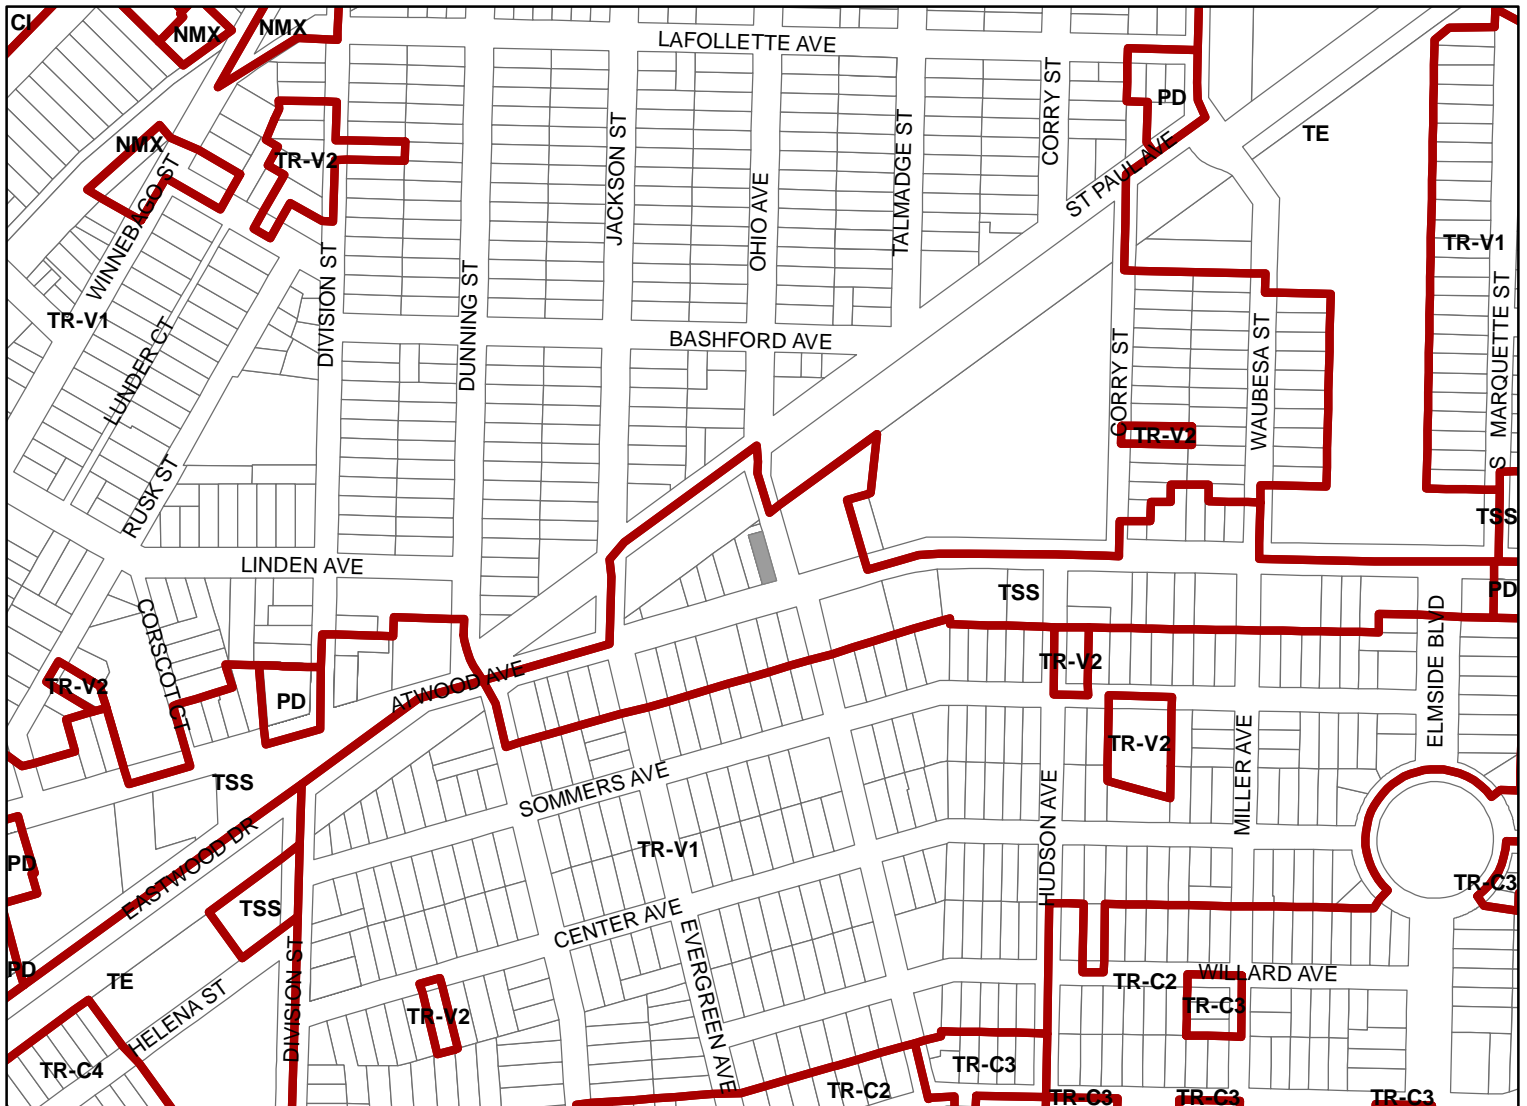 CI
NMX
NMX
LAFOLLETTE AVE
PD
TE
NMX
TR-V2
CORRY ST
ST PAUL AVE
JACKSON ST
OHIO AVE
TALMADGE ST
WINNEBAGO ST
TR-V1
DIVISION ST
DUNNING ST
TR-V1
LUNDER CT
BASHFORD AVE
CORRY ST
WAUBESA ST
S MARQUETTE ST
TR-V2
RUSK ST
TSS
LINDEN AVE
TSS
PD
CORSCOT CT
ELMSIDE BLVD
TR-V2
TR-V2
ATWOOD AVE
PD
TR-V2
TSS
SOMMERS AVE
HUDSON AVE
MILLER AVE
TR-V1
PD
EASTWOOD DR
TR-C3
TSS
CENTER AVE
EVERGREEN AVE
PD
TE
DIVISION ST
TR-C2
WILLARD AVE
TR-C3
HELENA ST
TR-V2
TR-C4
TR-C3
TR-C2
TR-C3
TR-C3
TR-C3